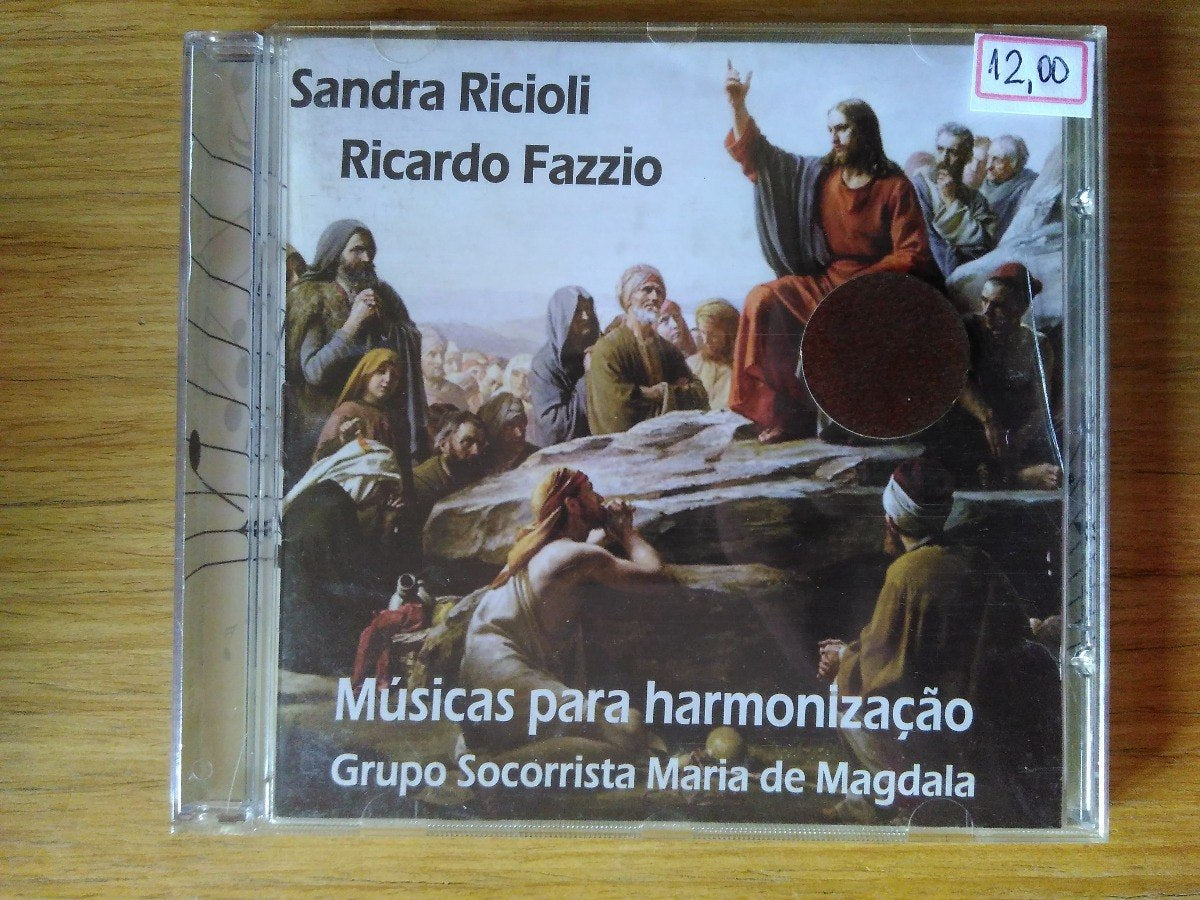 Sandra Ricioli
12,00
Ricardo Fazzio
Músicas para harmonização
Grupo Socorrista Maria de Magdala